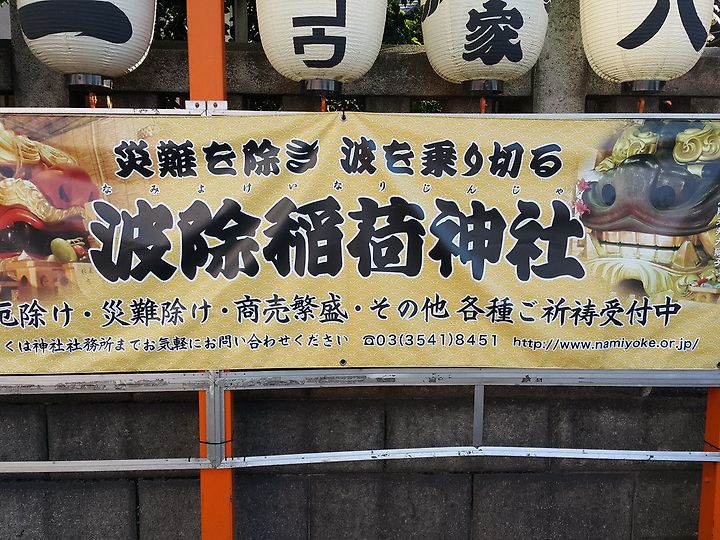 二
コウ
家
八
災難を除き 波を乗り切る
なみよけいなりじんじゃ
波除稲荷神社
厄除け・災難除け・商売繁盛・その他 各種ご祈祷受付中
くは神社社務所までお気軽にお問い合わせください ☎03(3541)8451 http://www.namiyoke.or.jp/